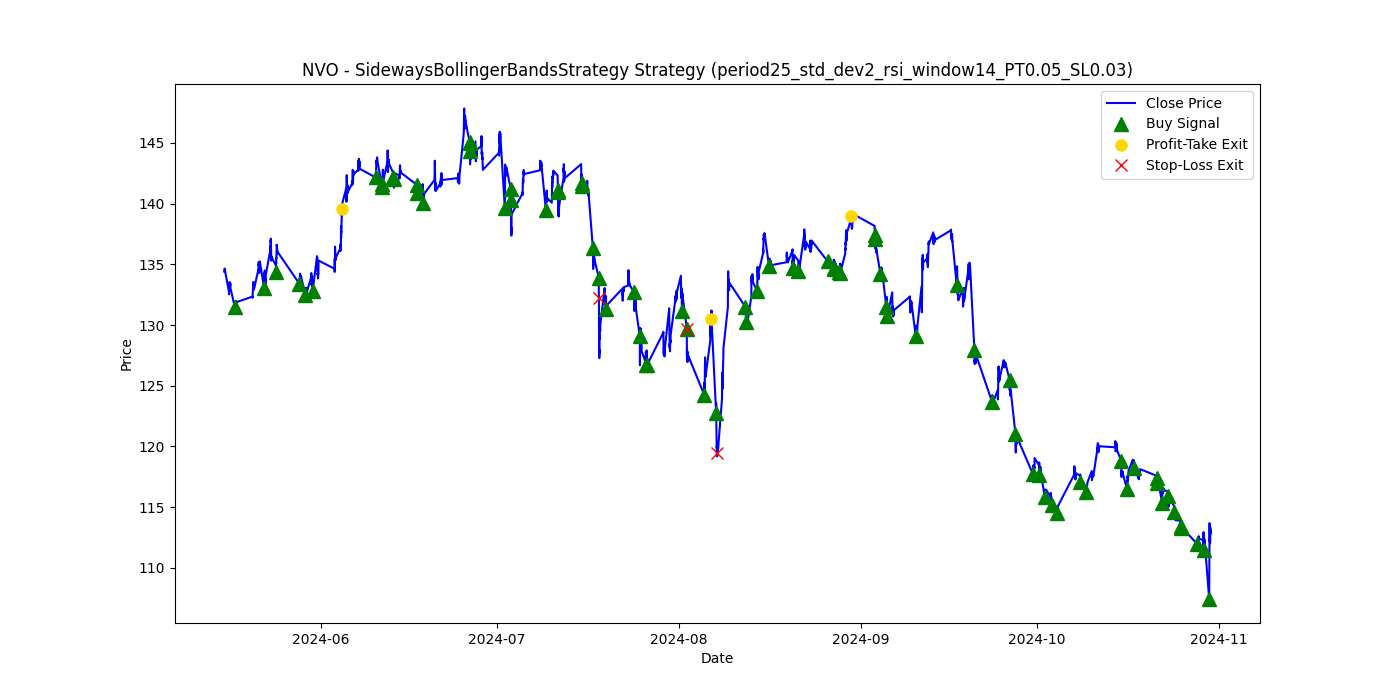 NVO - SidewaysBollingerBandsStrategy Strategy (period25_std_dev2_rsi_window14_PT0.05_SL0.03)
Close Price
Buy Signal
Profit-Take Exit
Stop-Loss Exit
145
140
135
130
125
120
115
110
Price
2024-06
2024-07
2024-08
2024-09
2024-10
2024-11
Date